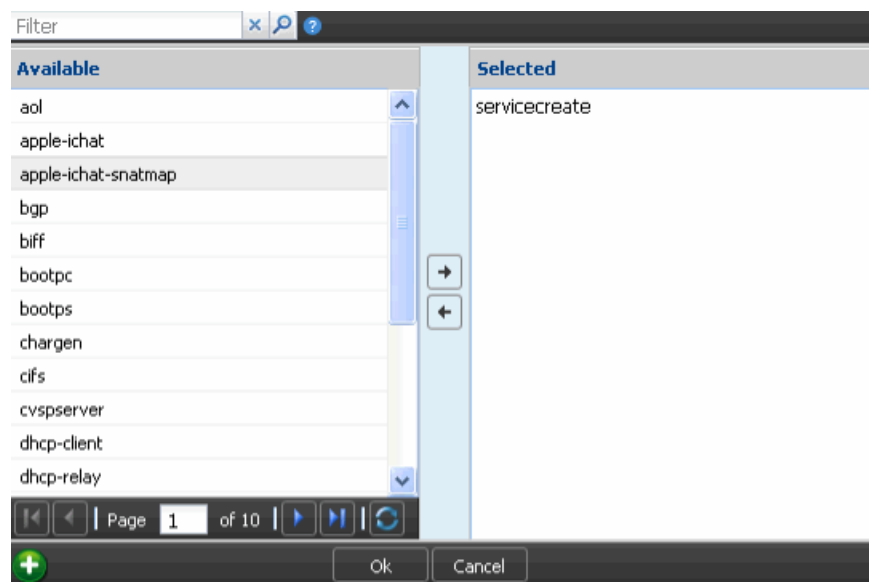 Filter
Available
Selected
aol
apple-ichat
apple-ichat-snatmap
bgp
biff
bootpc
bootps
chargen
cifs
cvspserver
dhcp-client
dhcp-relay
servicecreate
Page 1 of 10
Ok
Cancel